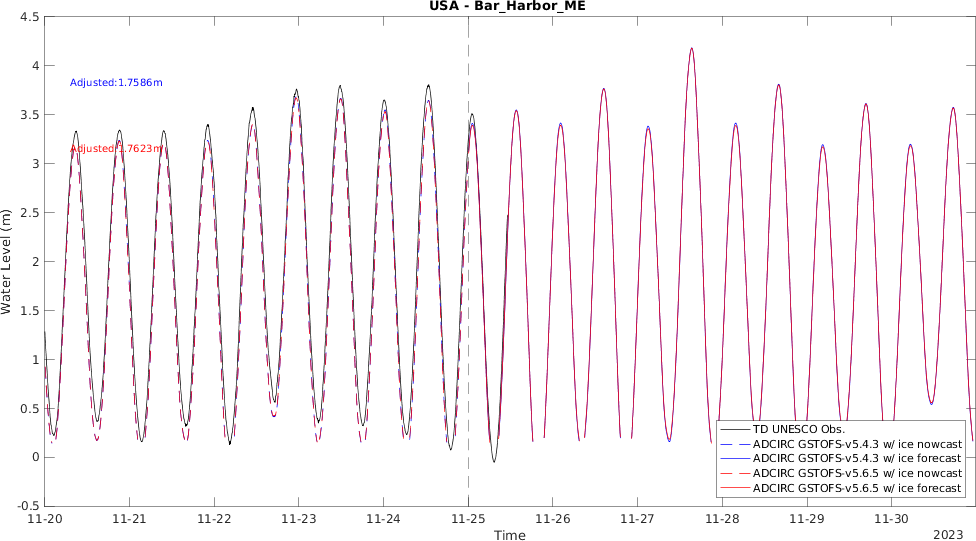 USA - Bar_Harbor_ME
4.5
4
3.5
3
2.5
2
1.5
1
0.5
0
-0.5
Water Level (m)
Adjusted:1.7586m
Adjusted:1.7623m
TD UNESCO Obs.
ADCIRC GSTOFS-v5.4.3 w/ ice nowcast
ADCIRC GSTOFS-v5.4.3 w/ ice forecast
ADCIRC GSTOFS-v5.6.5 w/ ice nowcast
ADCIRC GSTOFS-v5.6.5 w/ ice forecast
11-20 11-21 11-22 11-23 11-24 11-25 11-26 11-27 11-28 11-29 11-30
Time
2023